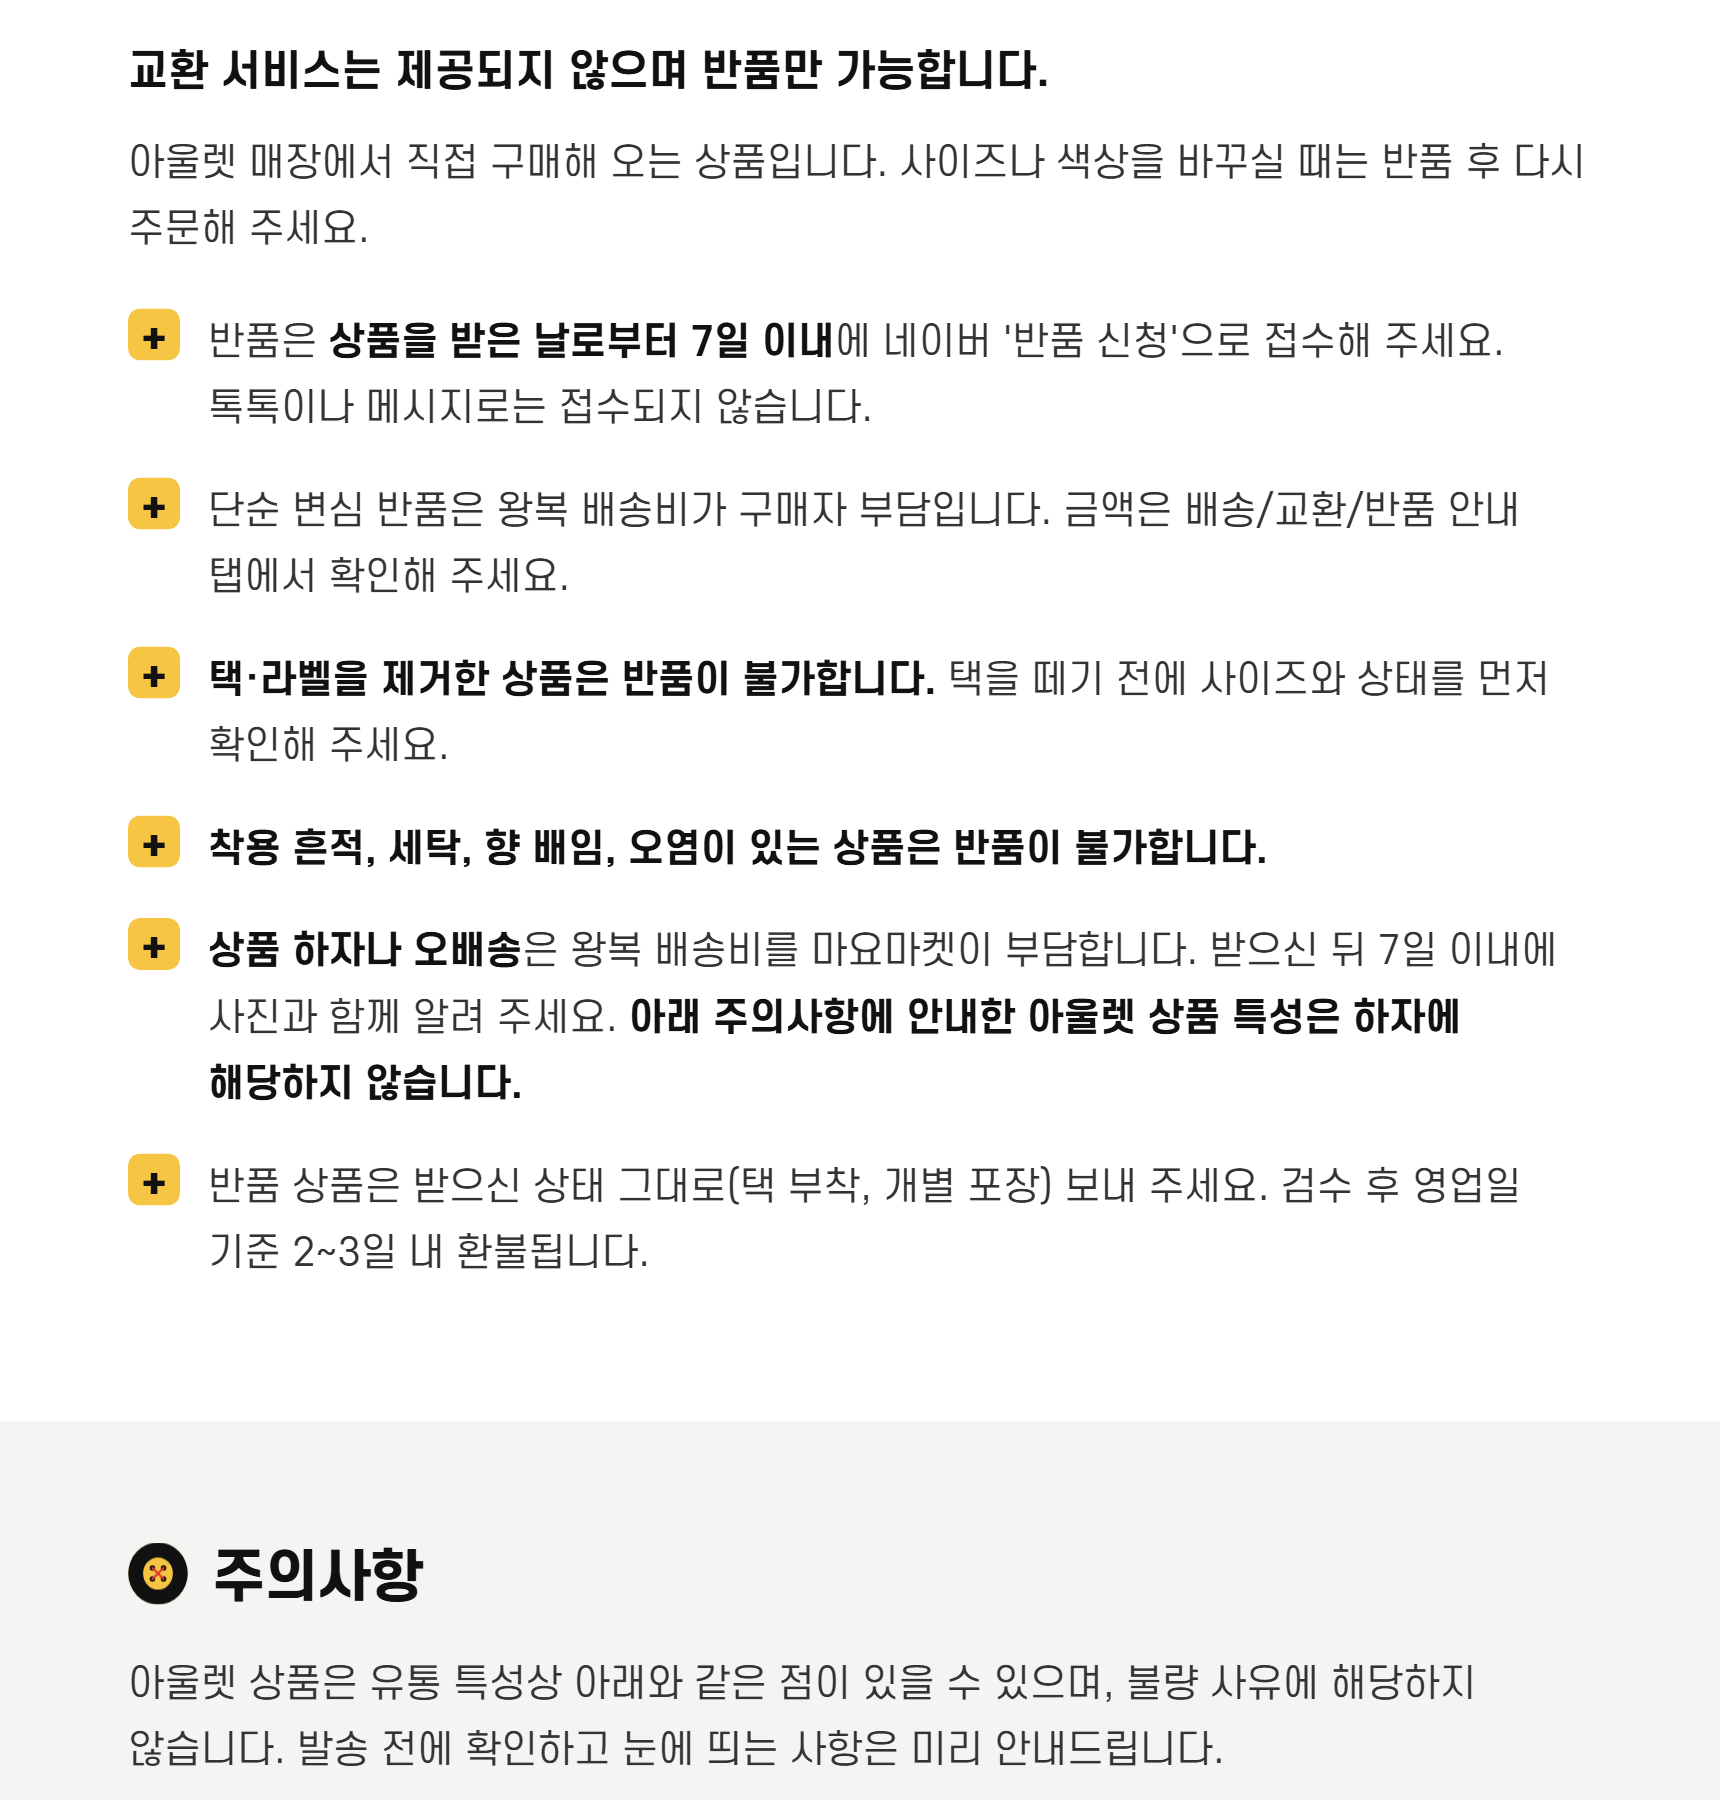 교환 서비스는 제공되지 않으며 반품만 가능합니다.
아울렛 매장에서 직접 구매해 오는 상품입니다. 사이즈나 색상을 바꾸실 때는 반품 후 다시
주문해 주세요.
+ 반품은 상품을 받은 날로부터 7일 이내에 네이버 '반품 신청'으로 접수해 주세요.
톡톡이나 메시지로는 접수되지 않습니다.
+ 단순 변심 반품은 왕복 배송비가 구매자 부담입니다. 금액은 배송/교환/반품 안내
탭에서 확인해 주세요.
+ 택·라벨을 제거한 상품은 반품이 불가합니다. 택을 떼기 전에 사이즈와 상태를 먼저
확인해 주세요.
+ 착용 흔적, 세탁, 향 배임, 오염이 있는 상품은 반품이 불가합니다.
+ 상품 하자나 오배송은 왕복 배송비를 마요마켓이 부담합니다. 받으신 뒤 7일 이내에
사진과 함께 알려 주세요. 아래 주의사항에 안내한 아울렛 상품 특성은 하자에
해당하지 않습니다.
+ 반품 상품은 받으신 상태 그대로(택 부착, 개별 포장) 보내 주세요. 검수 후 영업일
기준 2~3일 내 환불됩니다.
주의사항
아울렛 상품은 유통 특성상 아래와 같은 점이 있을 수 있으며, 불량 사유에 해당하지
않습니다. 발송 전에 확인하고 눈에 띄는 사항은 미리 안내드립니다.